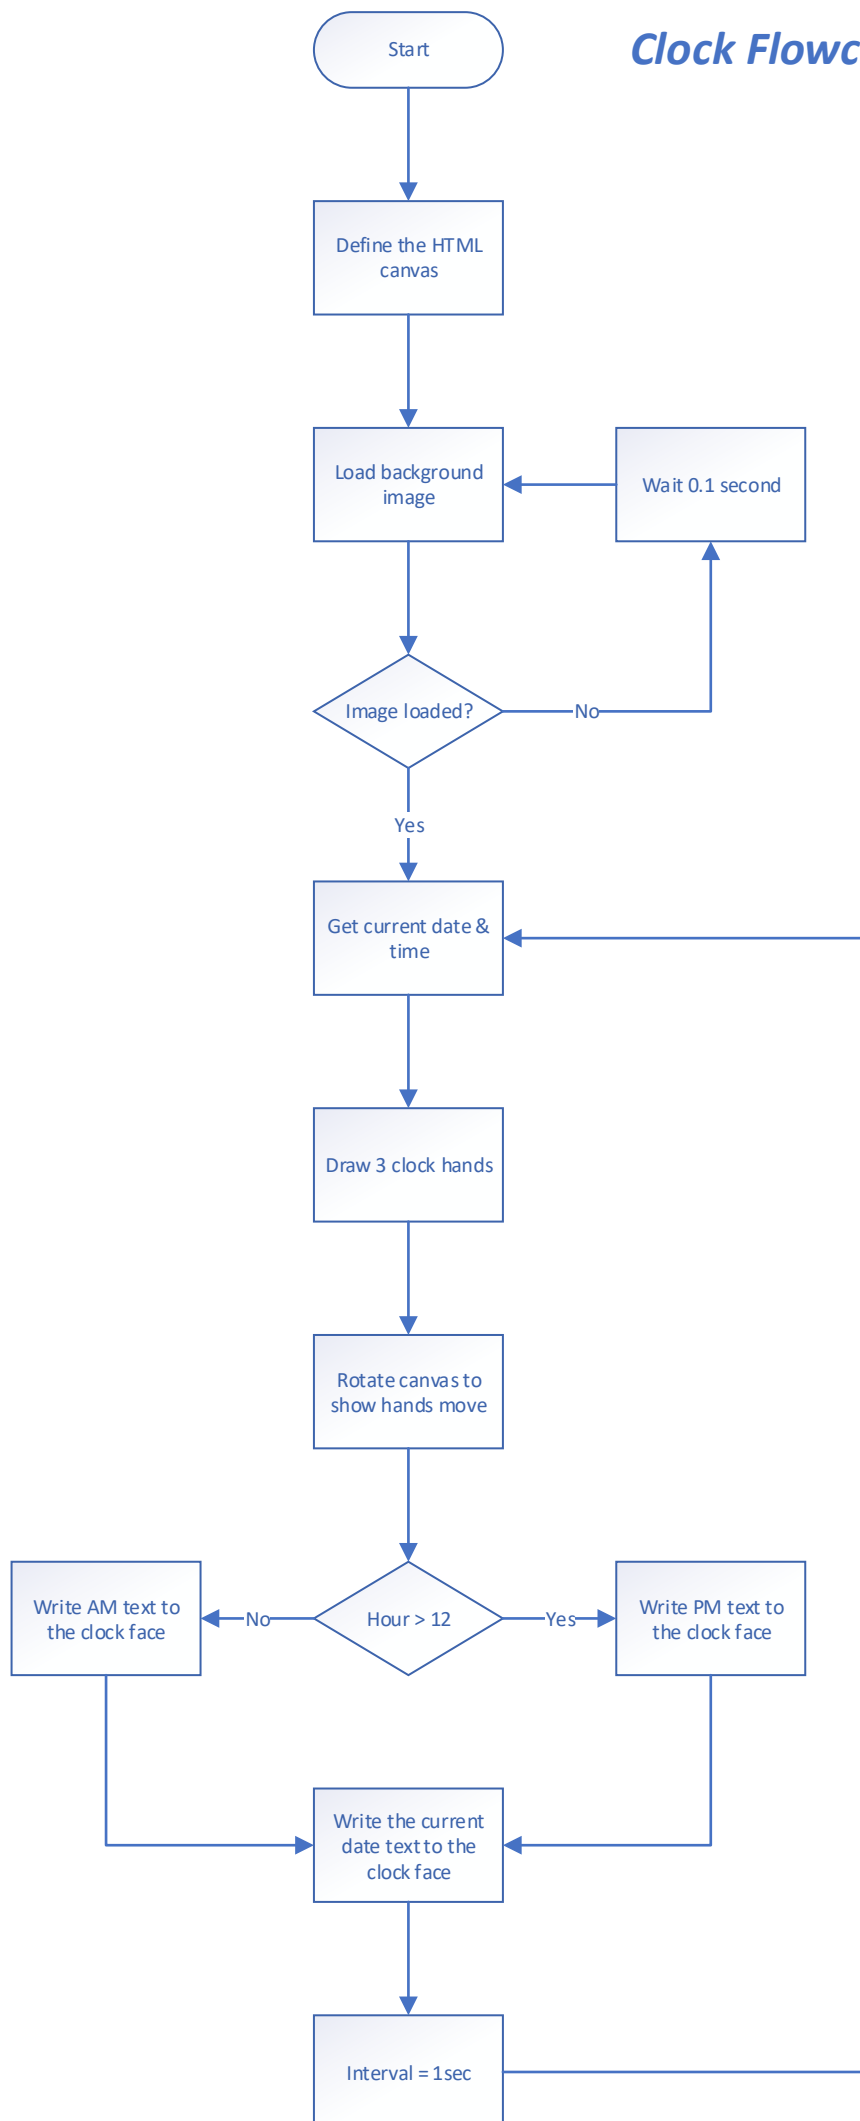 Start
Clock Flowc
Define the HTML
canvas
Load background
image
Wait 0.1 second
Image loaded?
No
Yes
Get current date &
time
Draw 3 clock hands
Rotate canvas to
show hands move
Write AM text to
the clock face
No
Hour > 12
Yes
Write PM text to
the clock face
Write the current
date text to the
clock face
Interval = 1sec